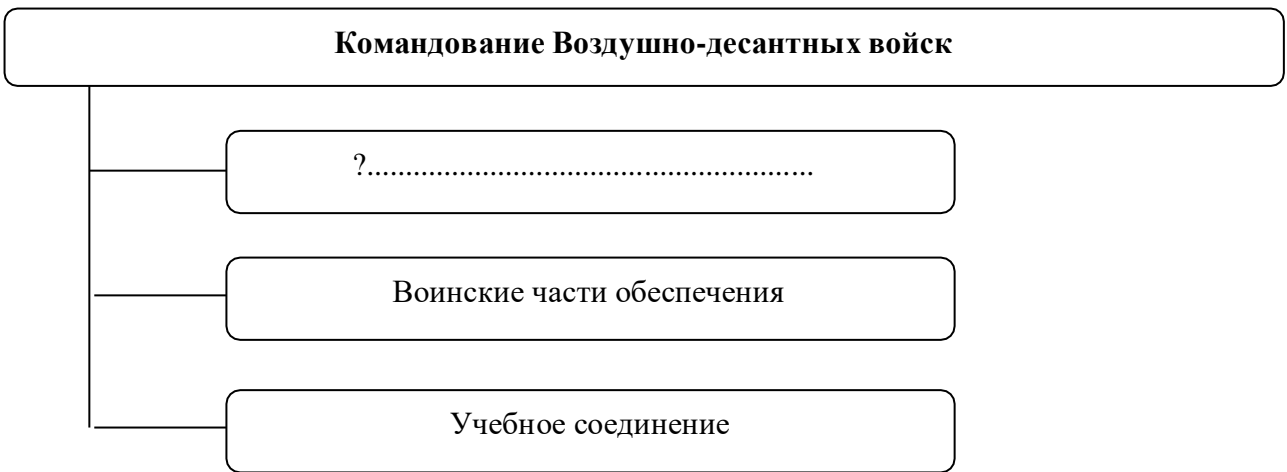 Командование Воздушно-десантных войск
?..........................................................
Воинские части обеспечения
Учебное соединение